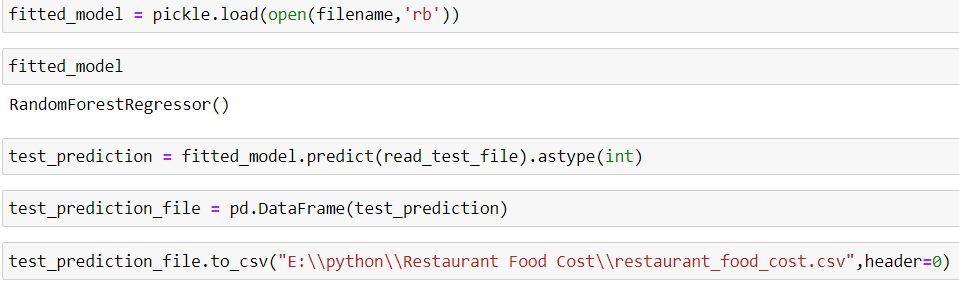 fitted_model = pickle.load(open(filename,'rb'))
fitted_model
RandomForestRegressor()
test_prediction = fitted_model.predict(read_test_file).astype(int)
test_prediction_file = pd.DataFrame(test_prediction)
test_prediction_file.to_csv("E:\\python\\Restaurant Food Cost\\restaurant_food_cost.csv",header=0)